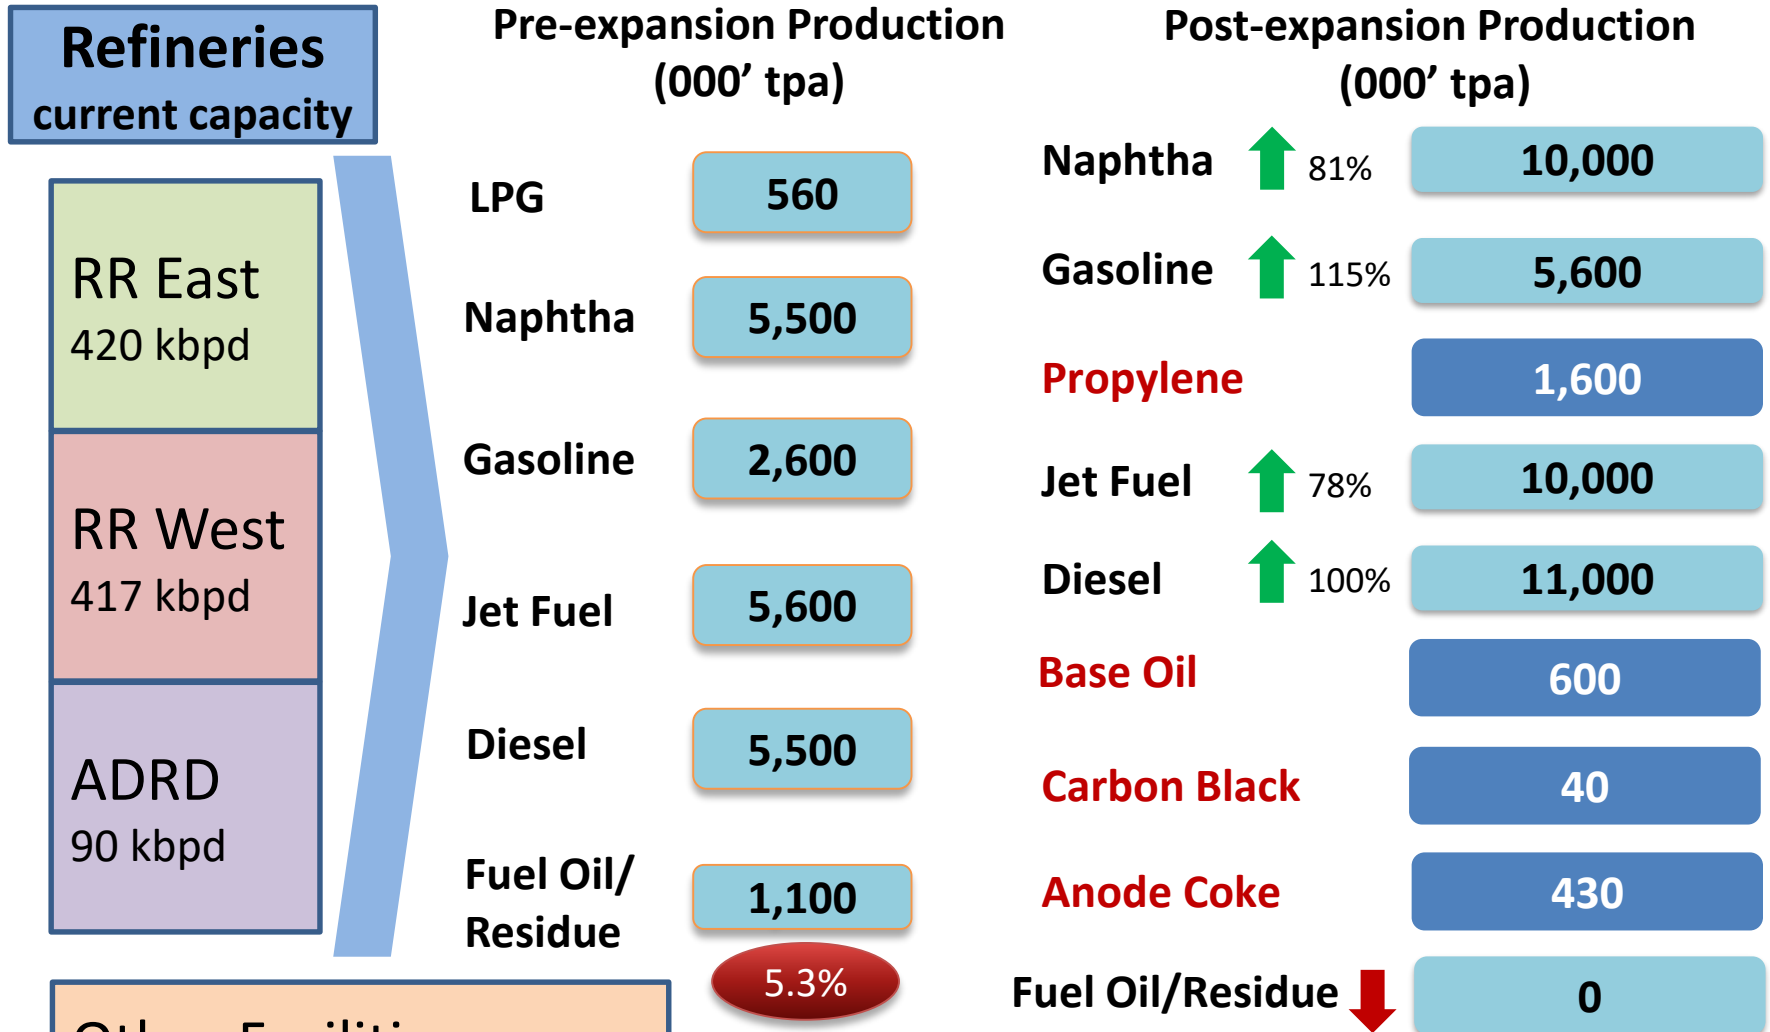 Refineries
current capacity
RR East
420 kbpd
RR West
417 kbpd
ADRD
90 kbpd
Pre-expansion Production
(000’ tpa)
LPG 560
Naphtha 5,500
Gasoline 2,600
Jet Fuel 5,600
Diesel 5,500
Fuel Oil/
Residue 1,100
5.3%
Post-expansion Production
(000’ tpa)
Naphtha 81% 10,000
Gasoline 115% 5,600
Propylene 1,600
Jet Fuel 78% 10,000
Diesel 100% 11,000
Base Oil 600
Carbon Black 40
Anode Coke 430
Fuel Oil/Residue 0